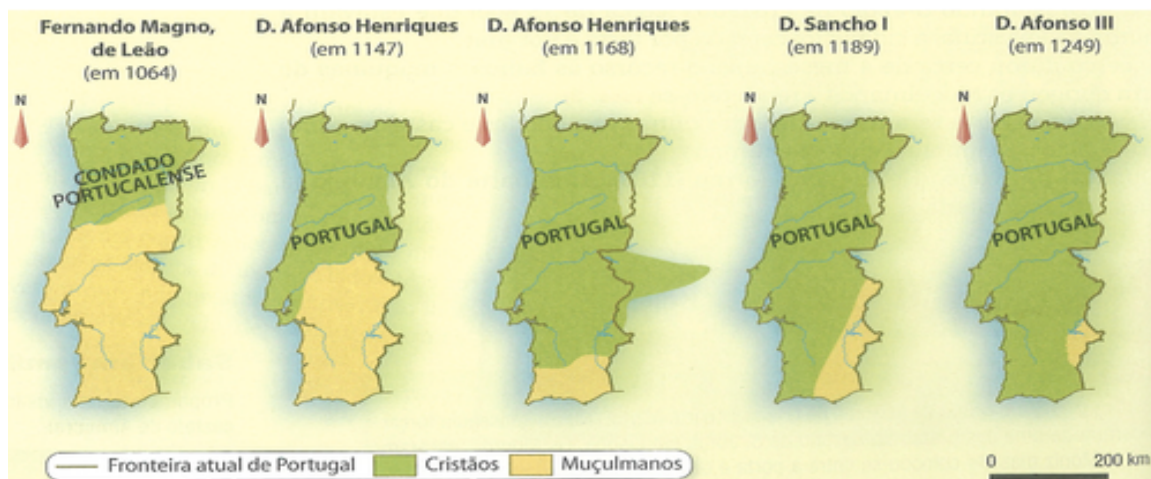 Fernando Magno,
de Leão
(em 1064)
D. Afonso Henriques
(em 1147)
D. Afonso Henriques
(em 1168)
D. Sancho I
(em 1189)
D. Afonso III
(em 1249)
N
N
N
N
N
CONDADO
PORTUCALENSE
PORTUGAL
PORTUGAL
PORTUGAL
PORTUGAL
Fronteira atual de Portugal
Cristãos
Muçulmanos
0 200 km